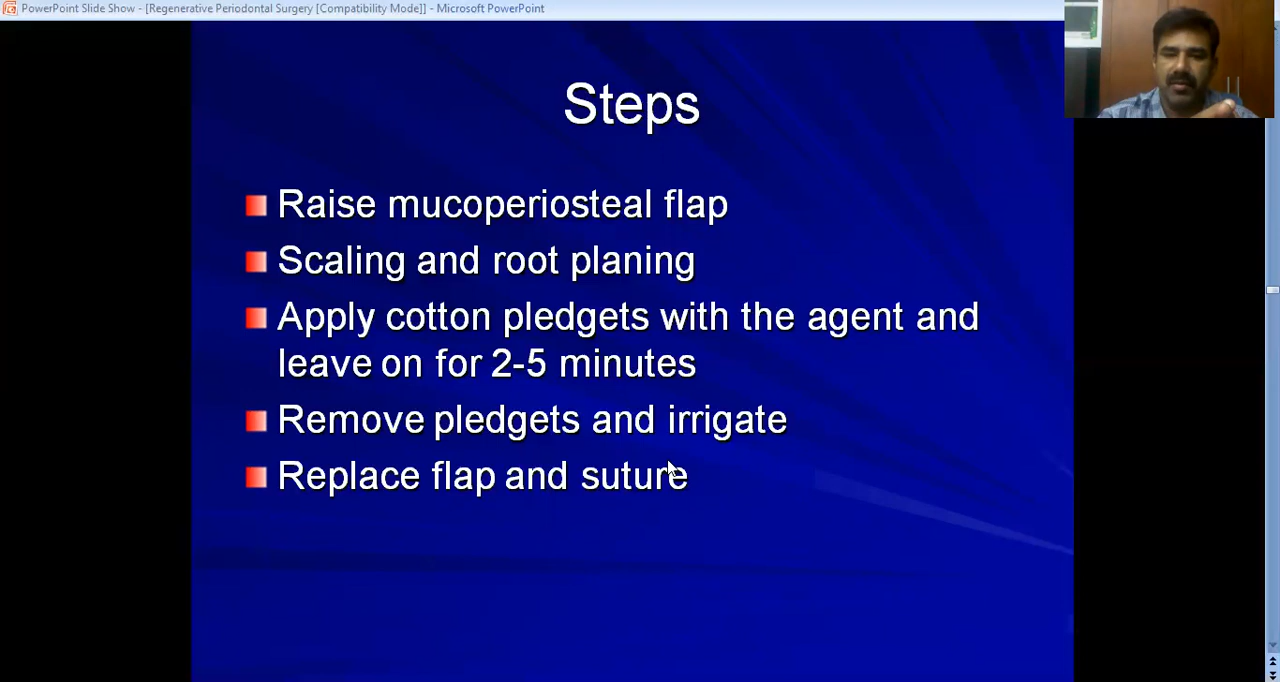 PowerPoint Slide Show - [Regenerative Periodontal Surgery [Compatibility Mode]] - Microsoft PowerPoint
Steps
Raise mucoperiosteal flap
Scaling and root planing
Apply cotton pledgets with the agent and
leave on for 2-5 minutes
Remove pledgets and irrigate
Replace flap and suture